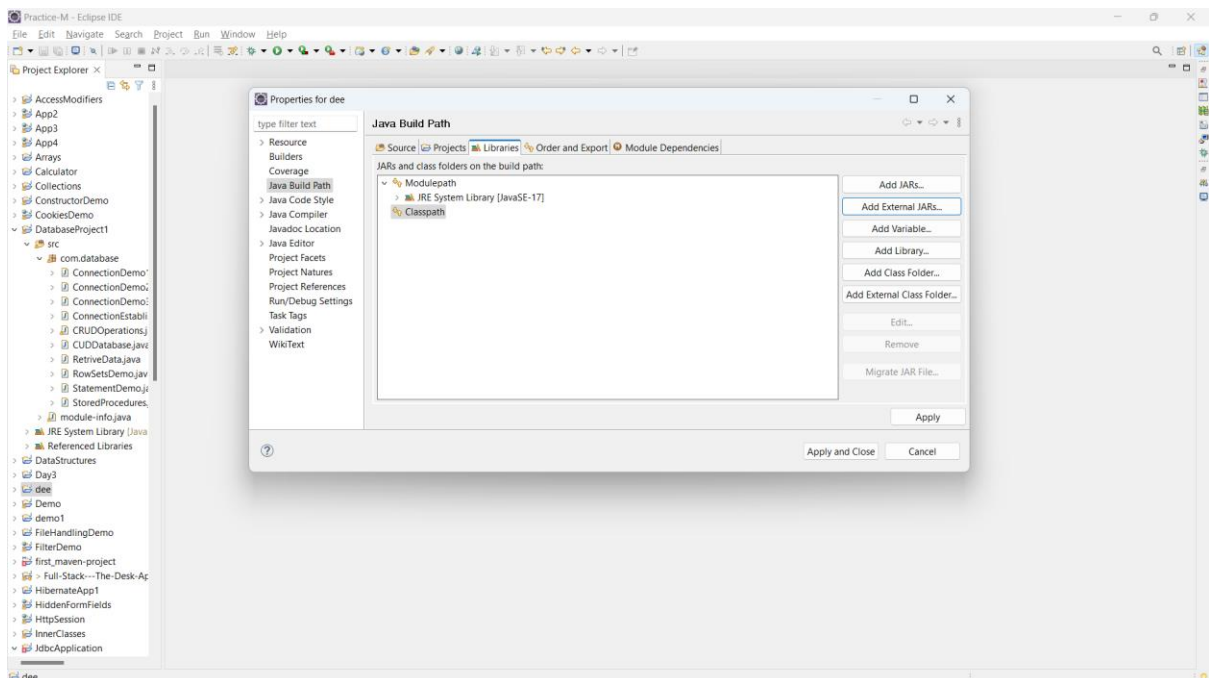 Practice-M - Eclipse IDE
File Edit Navigate Search Project Run Window Help
Project Explorer
AccessModifiers
App2
App3
App4
Arrays
Calculator
Collections
ConstructorDemo
CookiesDemo
DatabaseProject1
src
com.database
ConnectionDemo1
ConnectionDemo2
ConnectionDemo3
ConnectionEstabli
CRUDOperations.j
CUDDatabase.java
RetriveData.java
RowSetsDemo.jav
StatementDemo.ja
StoredProcedures.
module-info.java
JRE System Library [Java
Referenced Libraries
DataStructures
Day3
dee
Demo
demo1
FileHandlingDemo
FilterDemo
first_maven-project
> Full-Stack---The-Desk-Ap
HibernateApp1
HiddenFormFields
HttpSession
InnerClasses
JdbcApplication
dee
Properties for dee
type filter text
Resource
Builders
Coverage
Java Build Path
Java Code Style
Java Compiler
Javadoc Location
Java Editor
Project Facets
Project Natures
Project References
Run/Debug Settings
Task Tags
Validation
WikiText
Java Build Path
Source Projects Libraries Order and Export Module Dependencies
JARs and class folders on the build path:
Modulepath
JRE System Library [JavaSE-17]
Classpath
Add JARs...
Add External JARs...
Add Variable...
Add Library...
Add Class Folder...
Add External Class Folder...
Edit...
Remove
Migrate JAR File...
Apply
Apply and Close Cancel